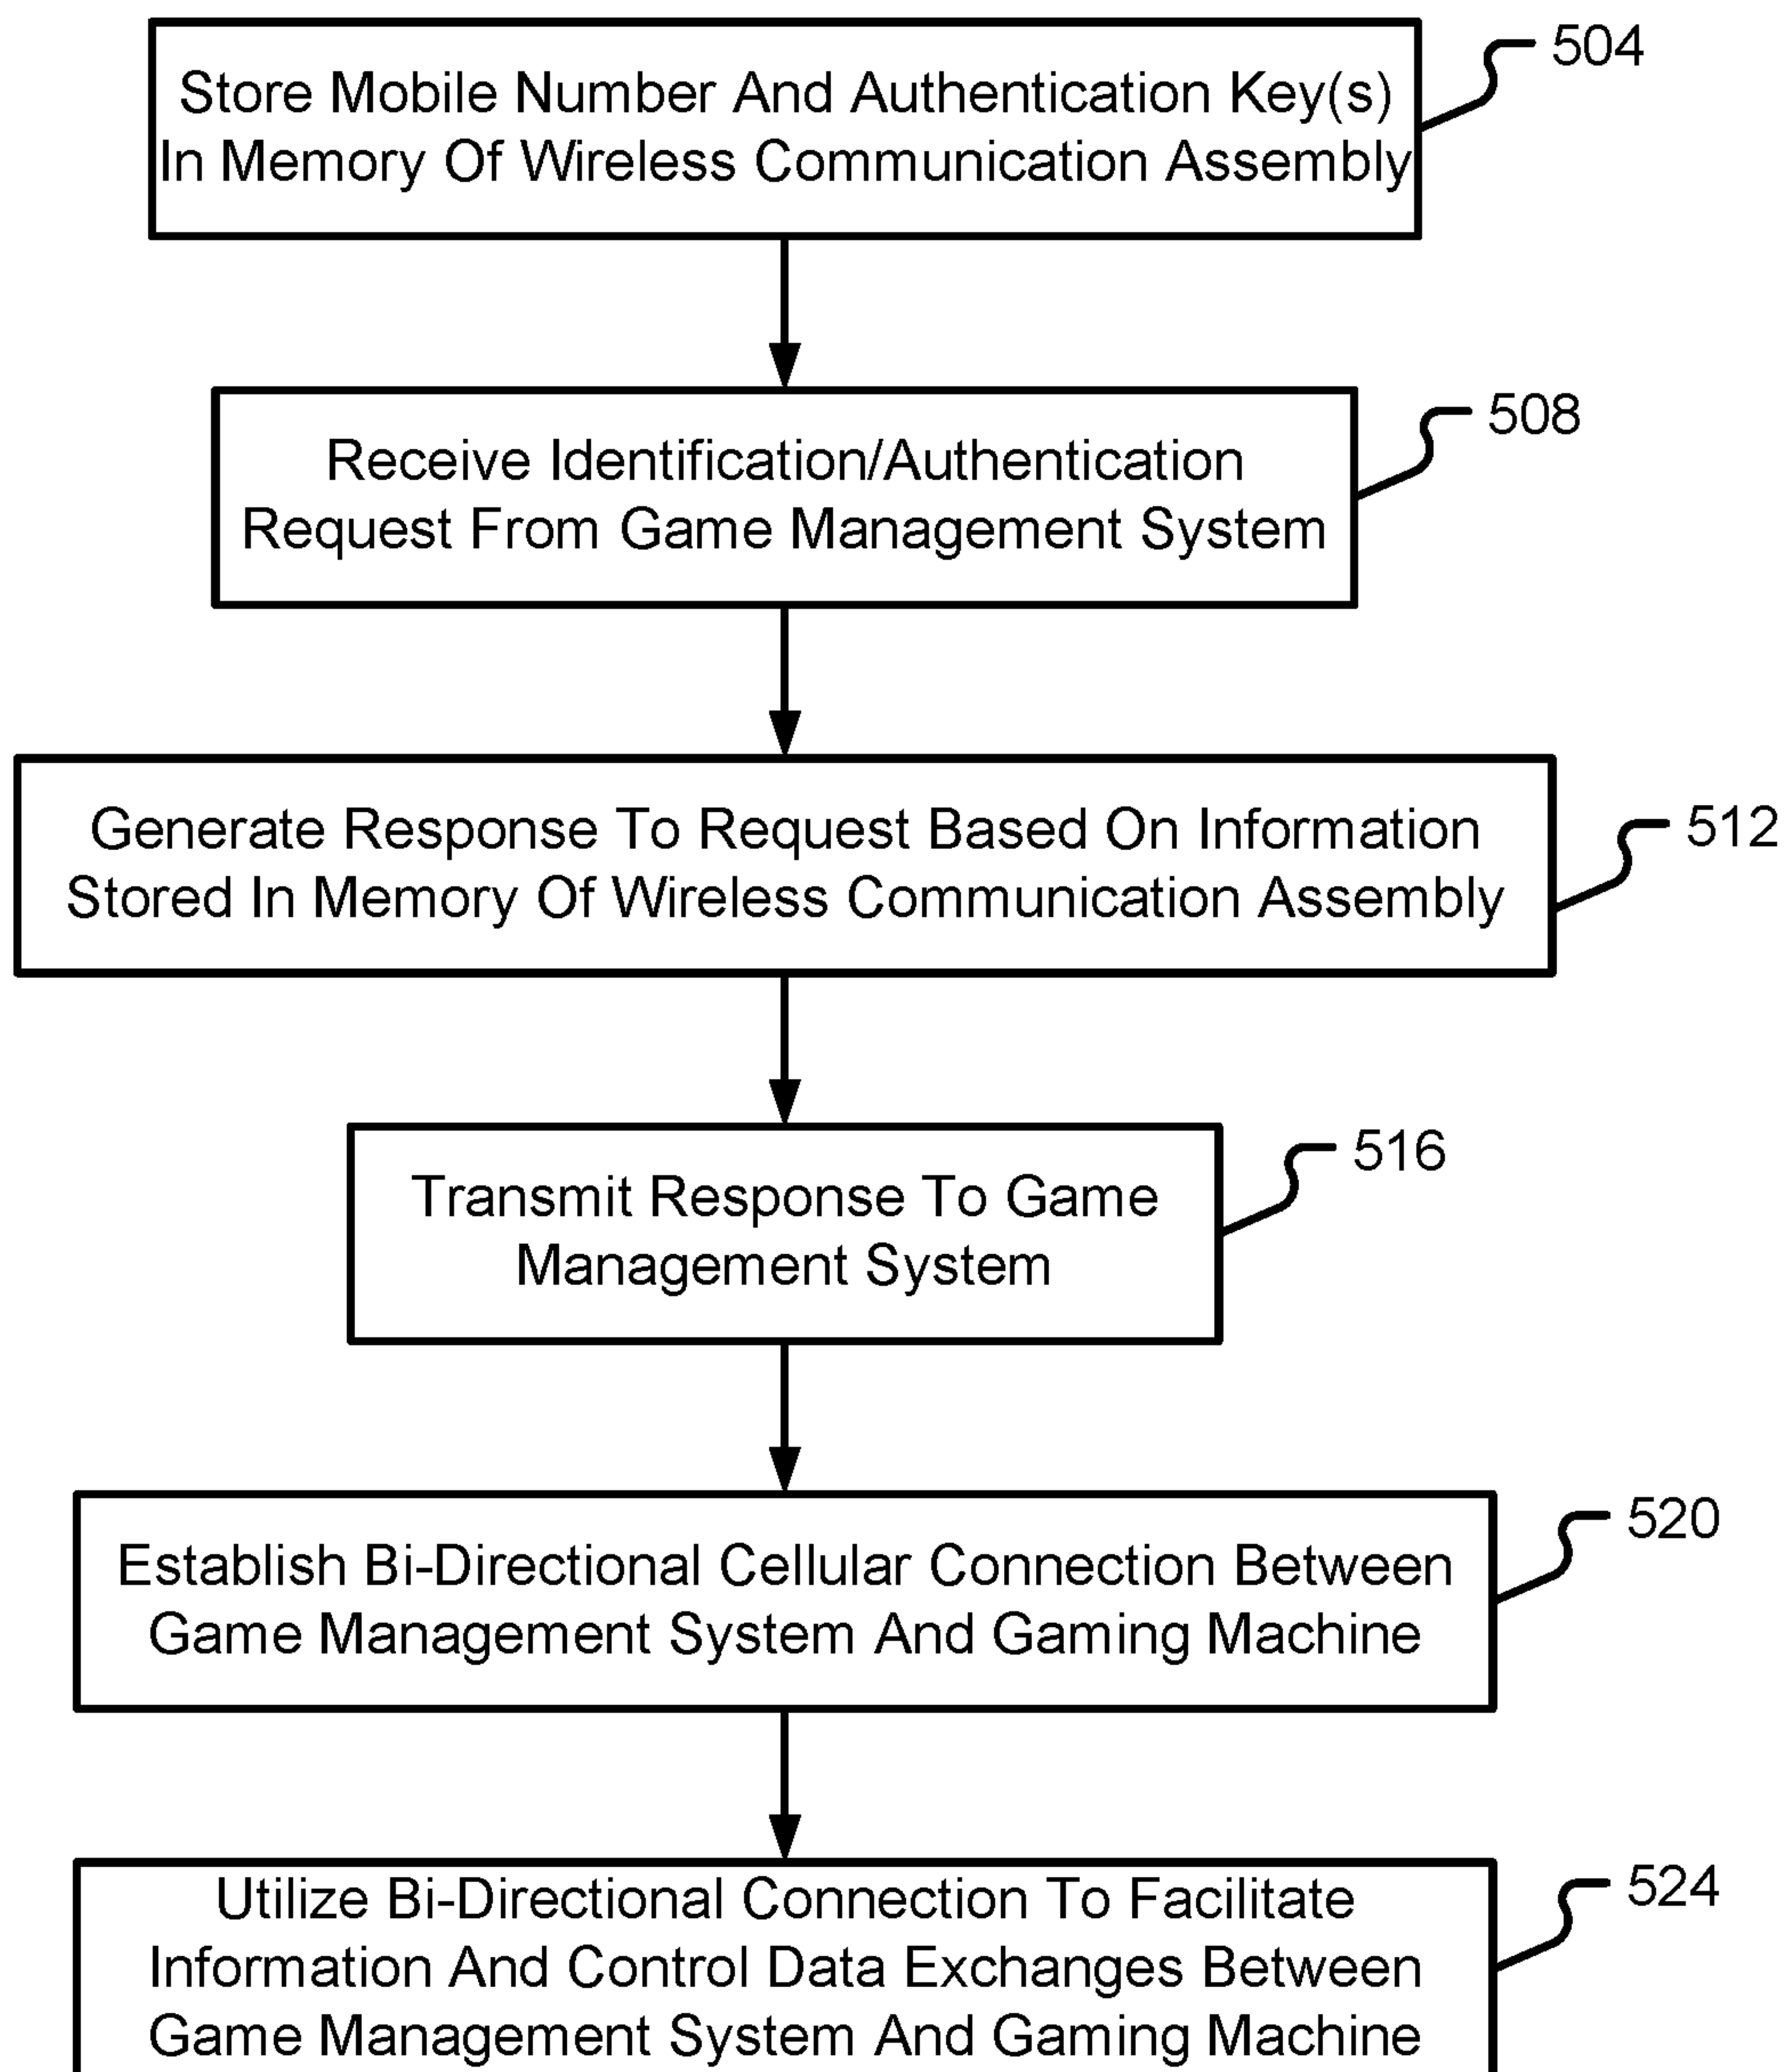 504
Store Mobile Number And Authentication Key(s)
In Memory Of Wireless Communication Assembly
508
Receive Identification/Authentication
Request From Game Management System
512
Generate Response To Request Based On Information
Stored In Memory Of Wireless Communication Assembly
516
Transmit Response To Game
Management System
520
Establish Bi-Directional Cellular Connection Between
Game Management System And Gaming Machine
524
Utilize Bi-Directional Connection To Facilitate
Information And Control Data Exchanges Between
Game Management System And Gaming Machine